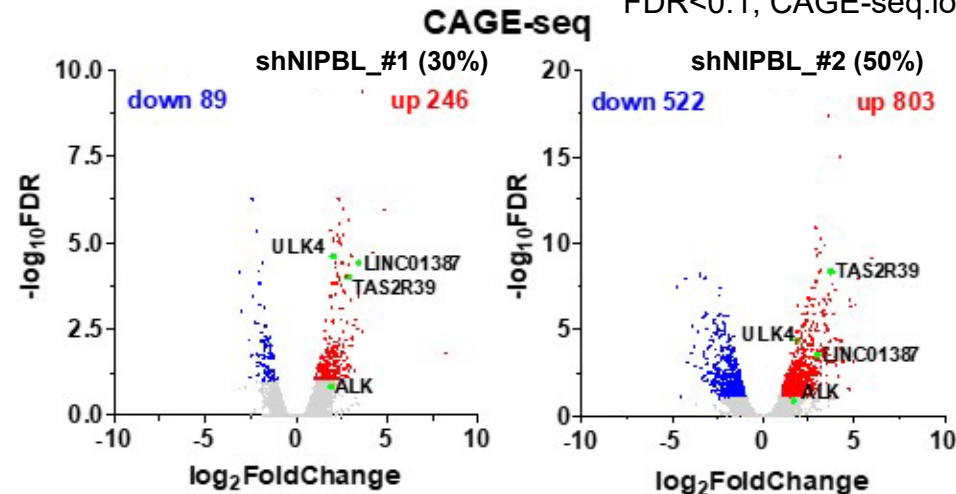 FDR<0.1, CAGE-seq.
CAGE-seq
shNIPBL_#1 (30%)
down 89
up 246
10.0
7.5
5.0
2.5
0.0
-log10FDR
ULK4
LINC01387
TAS2R39
ALK
-10
-5
0
5
10
log2FoldChange
shNIPBL_#2 (50%)
down 522
up 803
20
15
10
5
0
-log10FDR
TAS2R39
ULK4
LINC01387
ALK
-10
-5
0
5
10
log2FoldChange